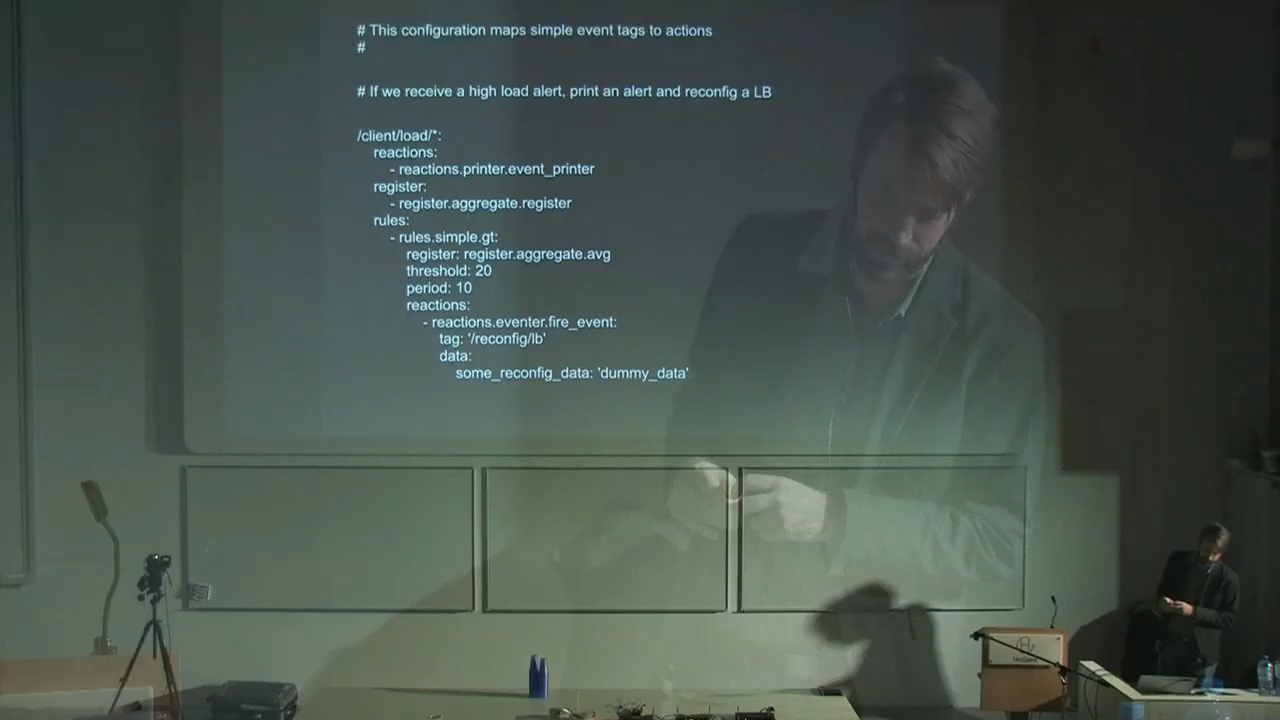 # This configuration maps simple event tags to actions
#
# If we receive a high load alert, print an alert and reconfig a LB
/client/load/*:
reactions:
- reactions.printer.event_printer
register:
- register.aggregate.register
rules:
- rules.simple.gt:
register: register.aggregate.avg
threshold: 20
period: 10
reactions:
- reactions.eventer.fire_event:
tag: '/reconfig/lb'
data:
some_reconfig_data: 'dummy_data'